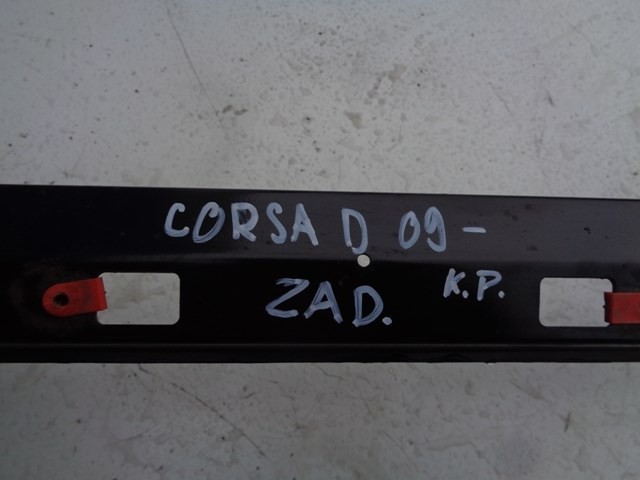 CORSA D 09-
ZAD. K.P.